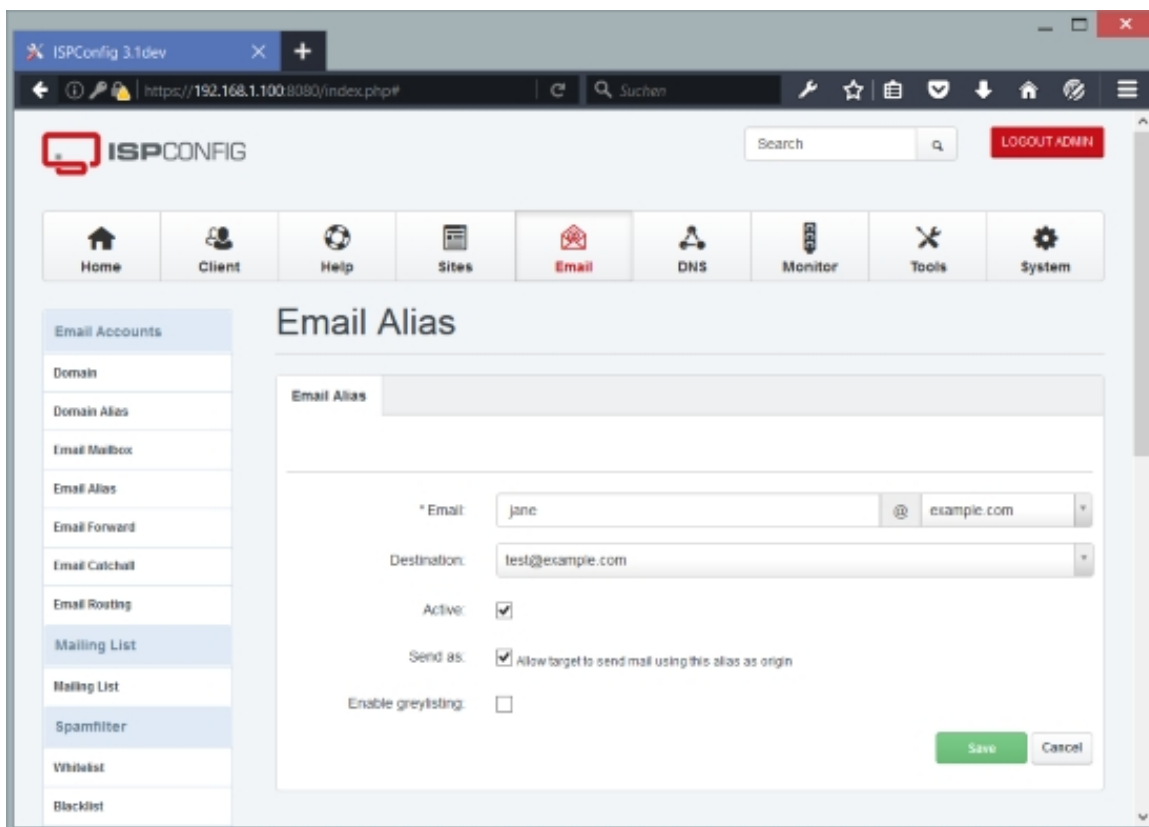 ISPConfig 3.1dev
https://192.168.1.100:8080/index.php#
Suchen
ISPCONFIG
Search
LOGOUT ADMIN
Home Client Help Sites Email DNS Monitor Tools System
Email Accounts
Domain
Domain Alias
Email Mailbox
Email Alias
Email Forward
Email Catchall
Email Routing
Mailing List
Mailing List
Spamfilter
Whitelist
Blacklist
Email Alias
Email Alias
* Email: jane @ example.com
Destination: test@example.com
Active:
Send as: Allow target to send mail using this alias as origin
Enable greylisting:
Save Cancel